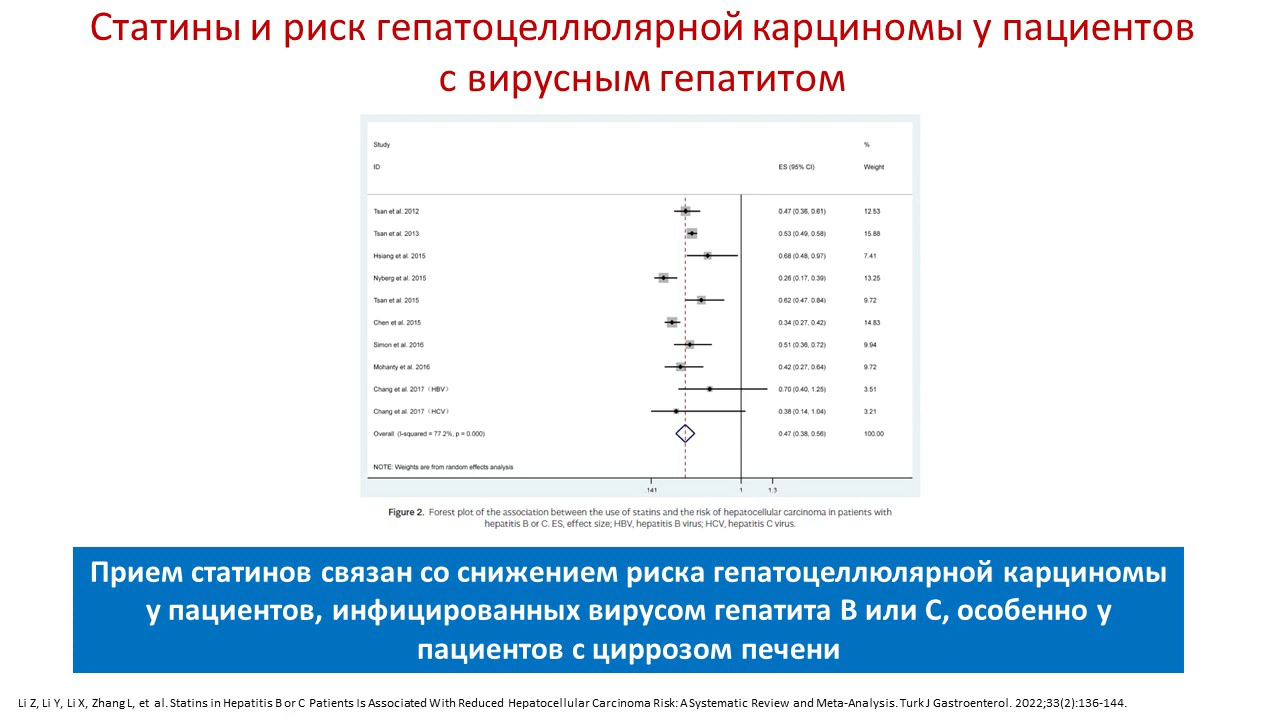 Статины и риск гепатоцеллюлярной карциномы у пациентов
с вирусным гепатитом
Study %
ID ES (95% CI) Weight
Tsan et al. 2012 0.47 (0.36, 0.61) 12.53
Tsan et al. 2013 0.53 (0.49, 0.58) 15.88
Hsiang et al. 2015 0.68 (0.48, 0.97) 7.41
Nyberg et al. 2015 0.26 (0.17, 0.39) 13.25
Tsan et al. 2015 0.62 (0.47, 0.84) 9.72
Chen et al. 2015 0.34 (0.27, 0.42) 14.83
Simon et al. 2016 0.51 (0.36, 0.72) 9.94
Mohanty et al. 2016 0.42 (0.27, 0.64) 9.72
Chang et al. 2017（HBV） 0.70 (0.40, 1.25) 3.51
Chang et al. 2017（HCV） 0.38 (0.14, 1.04) 3.21
Overall (I-squared = 77.2%, p = 0.000) 0.47 (0.38, 0.56) 100.00
NOTE: Weights are from random effects analysis
.141 1 1.3
Figure 2. Forest plot of the association between the use of statins and the risk of hepatocellular carcinoma in patients with
hepatitis B or C. ES, effect size; HBV, hepatitis B virus; HCV, hepatitis C virus.
Прием статинов связан со снижением риска гепатоцеллюлярной карциномы
у пациентов, инфицированных вирусом гепатита В или С, особенно у
пациентов с циррозом печени
Li Z, Li Y, Li X, Zhang L, et al. Statins in Hepatitis B or C Patients Is Associated With Reduced Hepatocellular Carcinoma Risk: A Systematic Review and Meta-Analysis. Turk J Gastroenterol. 2022;33(2):136-144.